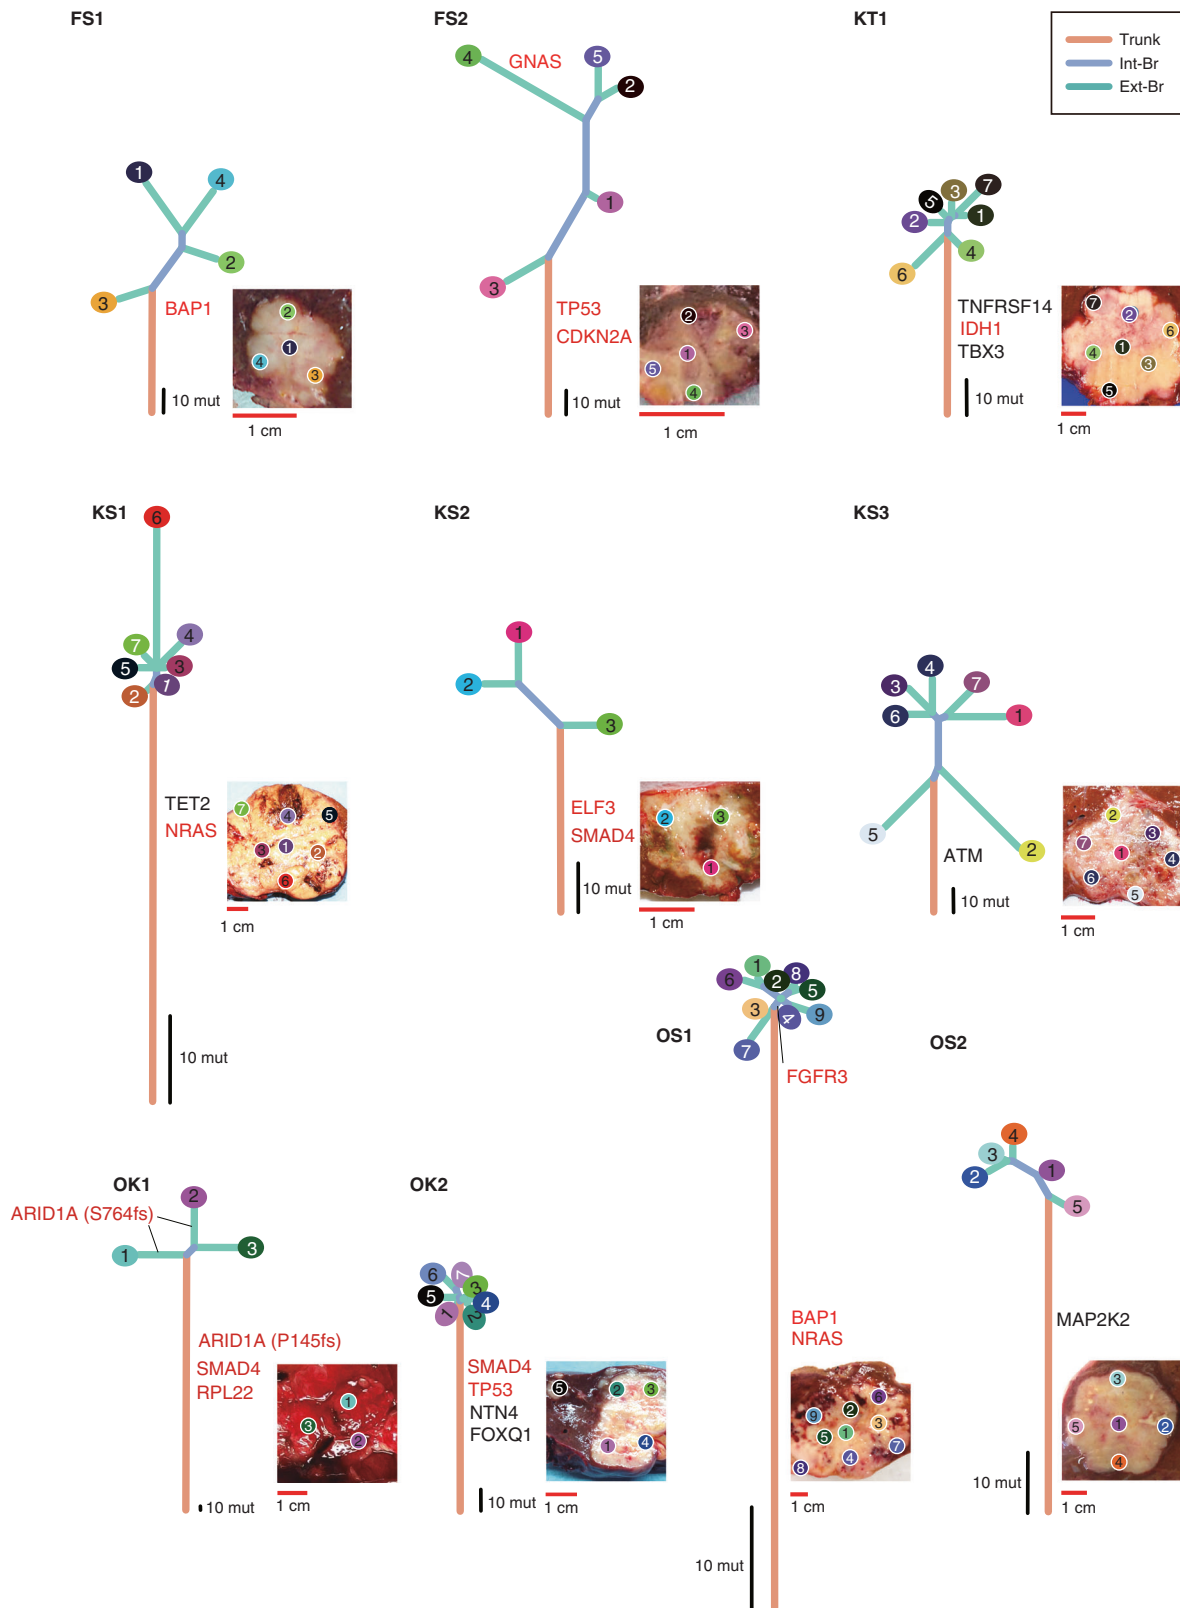 FS1
FS2
KT1
Trunk
Int-Br
Ext-Br
1
4
2
3
BAP1
10 mut
2
1
4
3
1 cm
4
GNAS
5
2
1
3
TP53
CDKN2A
10 mut
2
3
1
5
4
1 cm
3
7
5
2
1
4
6
TNFRSF14
IDH1
TBX3
10 mut
7
2
6
4
1
3
5
1 cm
KS1
KS2
KS3
6
7
4
5
3
2
1
TET2
NRAS
10 mut
7
4
5
3
1
2
6
1 cm
1
2
3
ELF3
SMAD4
10 mut
2
3
1
1 cm
4
3
7
6
1
5
2
ATM
10 mut
2
3
7
1
4
6
5
1 cm
OS1
OS2
1
8
6
2
5
3
4
9
7
FGFR3
BAP1
NRAS
10 mut
6
9
2
3
5
1
7
4
8
1 cm
4
3
1
2
5
MAP2K2
10 mut
3
5
1
2
4
1 cm
OK1
OK2
2
ARID1A (S764fs)
1
3
ARID1A (P145fs)
SMAD4
RPL22
10 mut
1
3
2
1 cm
6
7
3
5
4
1
2
SMAD4
TP53
NTN4
FOXQ1
10 mut
5
2
3
1
4
1 cm